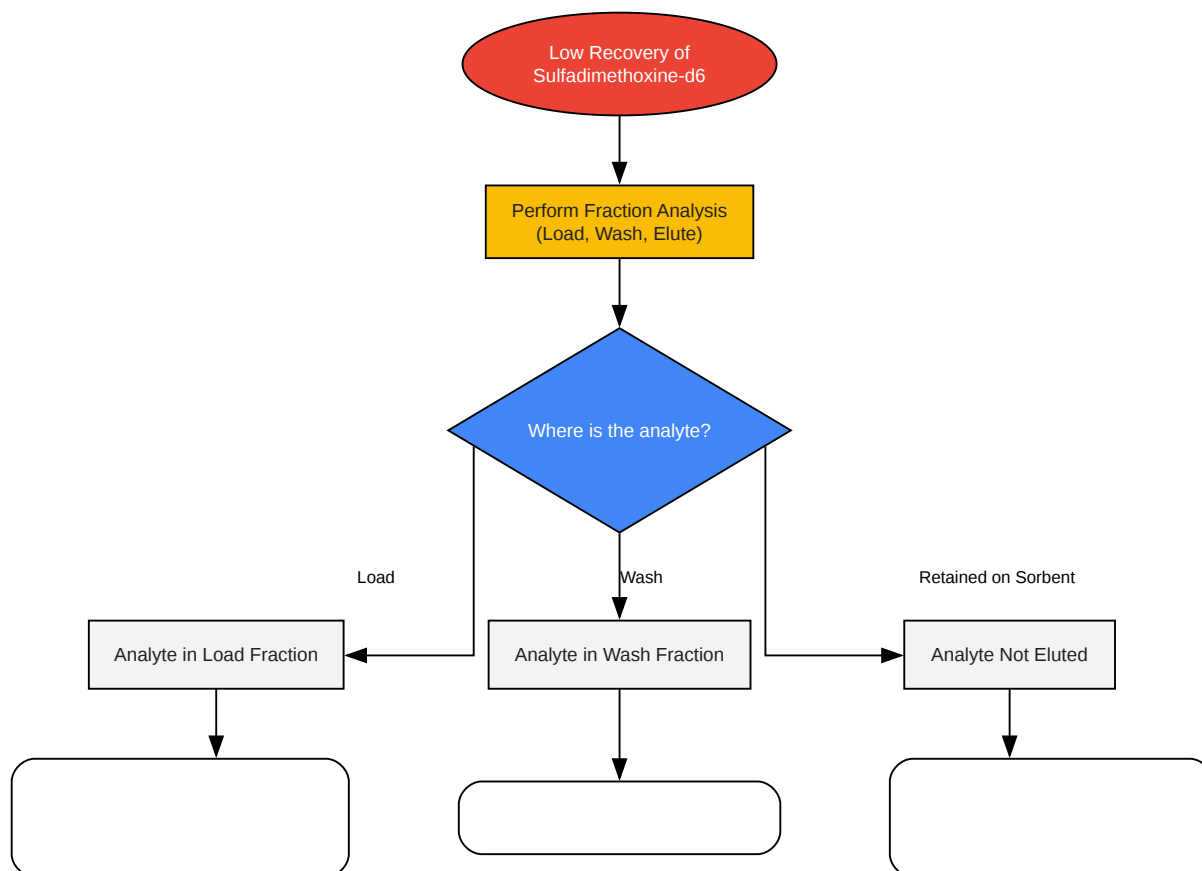 Low Recovery of
Sulfadimethoxine-d6
Perform Fraction Analysis
(Load, Wash, Elute)
Where is the analyte?
Load
Wash
Retained on Sorbent
Analyte in Load Fraction
Analyte in Wash Fraction
Analyte Not Eluted